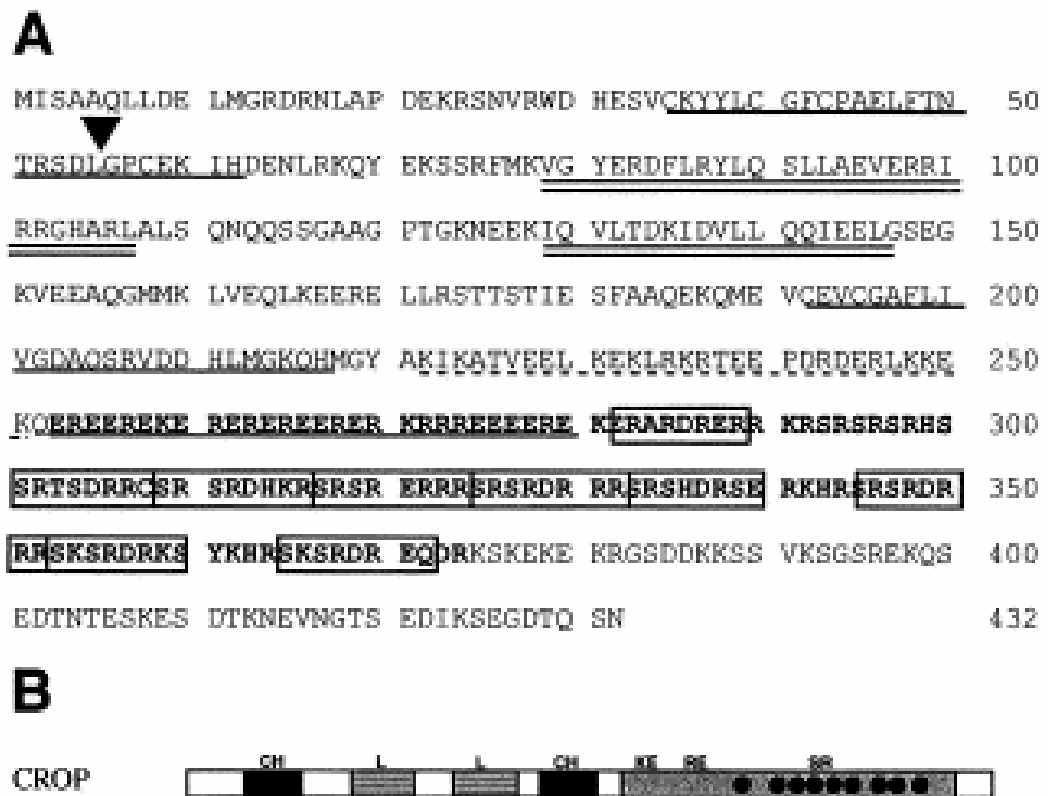 A
MISAAQLLDE LMGRDRNLAP DEKRSNVRWD HESVCKYYLC GFCPAELFTN 50
TRSDLGPCEK IHDENLRKQY EKSSRFMKVG YERDFLRYLQ SLLAEVERRI 100
RRGHARLALS QNQQSSGAAG PTGKNEEKIQ VLTDKIDVLL QQIEELGSEG 150
KVEEAQGMMK LVEQLKEERE LLRSTTSTIE SFAAQEKQME VCEVCGAFLI 200
VGDAQSRVDD HLMGKQHMGY AKIKATVEEL KEKLRKRTEE PDRDERLKKE 250
KQEREEREKE REREREERER KRRREEEERE KERARDRERR KRSRSRSRHS 300
SRTSDRRCSR SRDHKRSRSR ERRRSRSRDR RRSRSHDRSE RKHRSRSRDR 350
RRSKSRDRKS YKHRSKSRDR EQDRKSKEKE KRGSDDKKSS VKSGSREKQS 400
EDTNTESKES DTKNEVNGTS EDIKSEGDTQ SN 432
B
CH L L CH KE RE SR
CROP